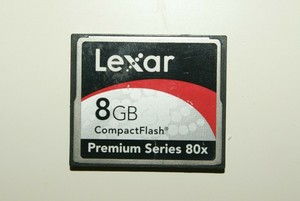 Lexar
8GB
CompactFlash®
Premium Series 80x